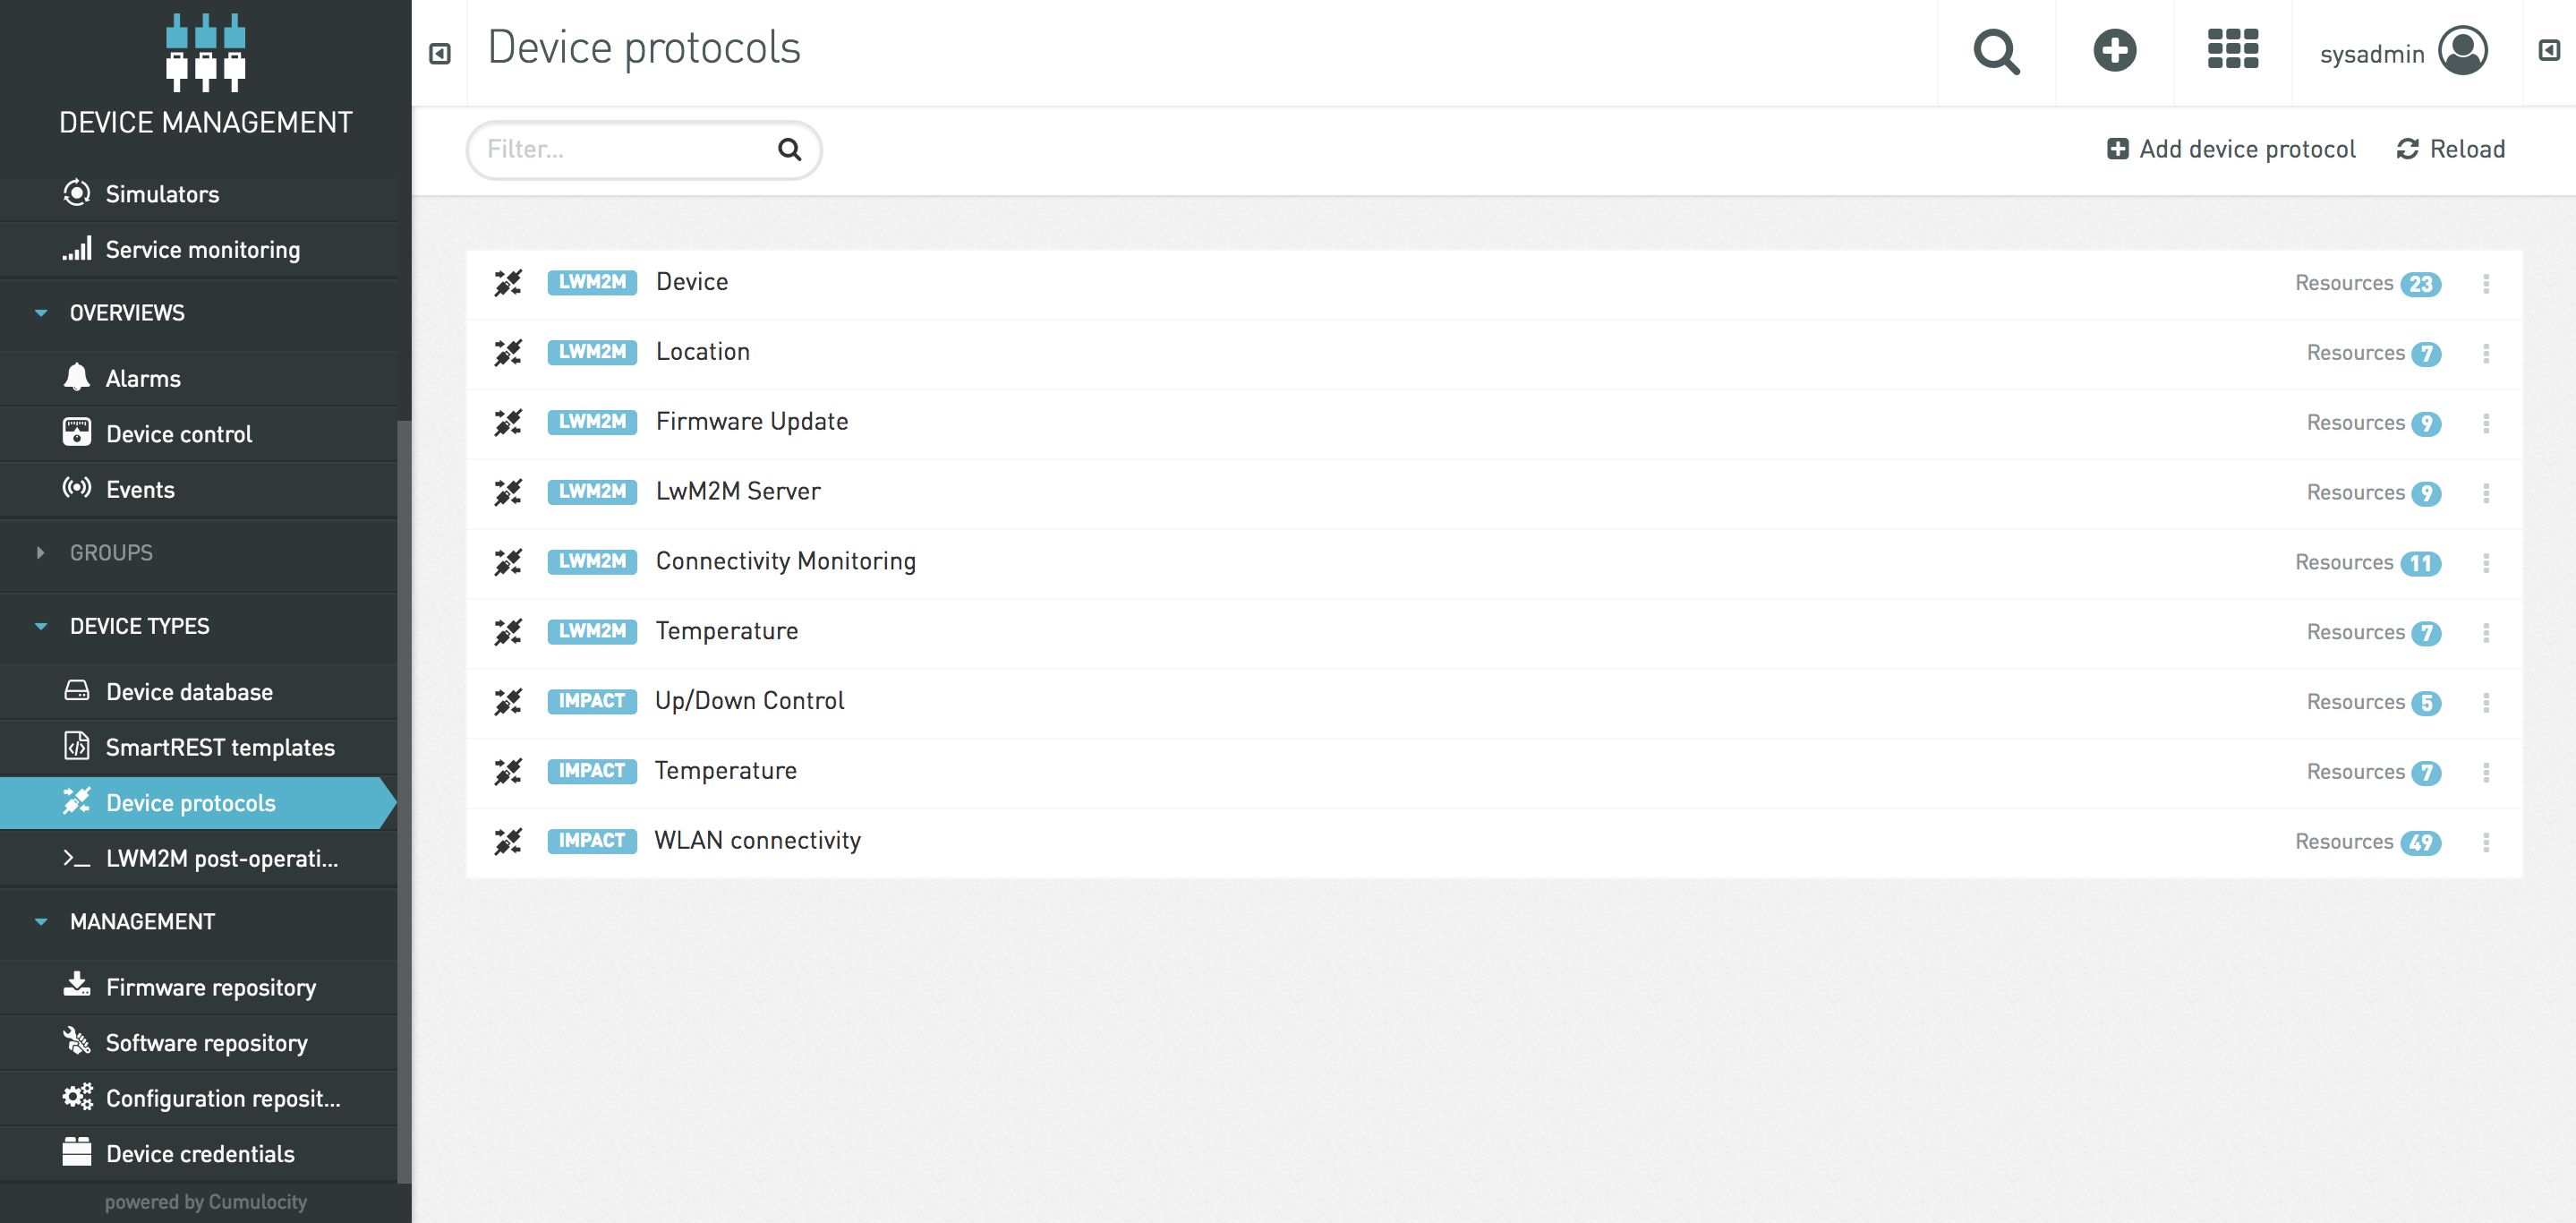 DEVICE MANAGEMENT
Simulators
Service monitoring
OVERVIEWS
Alarms
Device control
Events
GROUPS
DEVICE TYPES
Device database
SmartREST templates
Device protocols
LWM2M post-operati...
MANAGEMENT
Firmware repository
Software repository
Configuration reposit...
Device credentials
powered by Cumulocity
Device protocols
sysadmin
Filter...
Add device protocol
Reload
LWM2M Device Resources 23
LWM2M Location Resources 7
LWM2M Firmware Update Resources 9
LWM2M LwM2M Server Resources 9
LWM2M Connectivity Monitoring Resources 11
LWM2M Temperature Resources 7
IMPACT Up/Down Control Resources 5
IMPACT Temperature Resources 7
IMPACT WLAN connectivity Resources 49